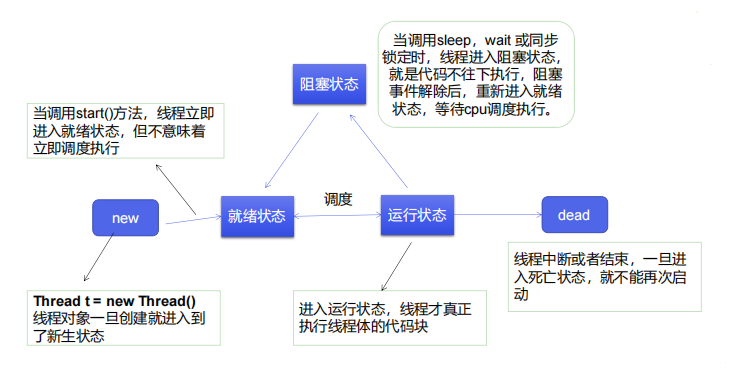 当调用sleep，wait 或同步
锁定时，线程进入阻塞状态，
就是代码不往下执行，阻塞
事件解除后，重新进入就绪
状态，等待cpu调度执行。
阻塞状态
当调用start()方法，线程立即
进入就绪状态，但不意味着
立即调度执行
new
就绪状态
调度
运行状态
dead
线程中断或者结束，一旦进
入死亡状态，就不能再次启
动
Thread t = new Thread()
线程对象一旦创建就进入到
了新生状态
进入运行状态，线程才真正
执行线程体的代码块